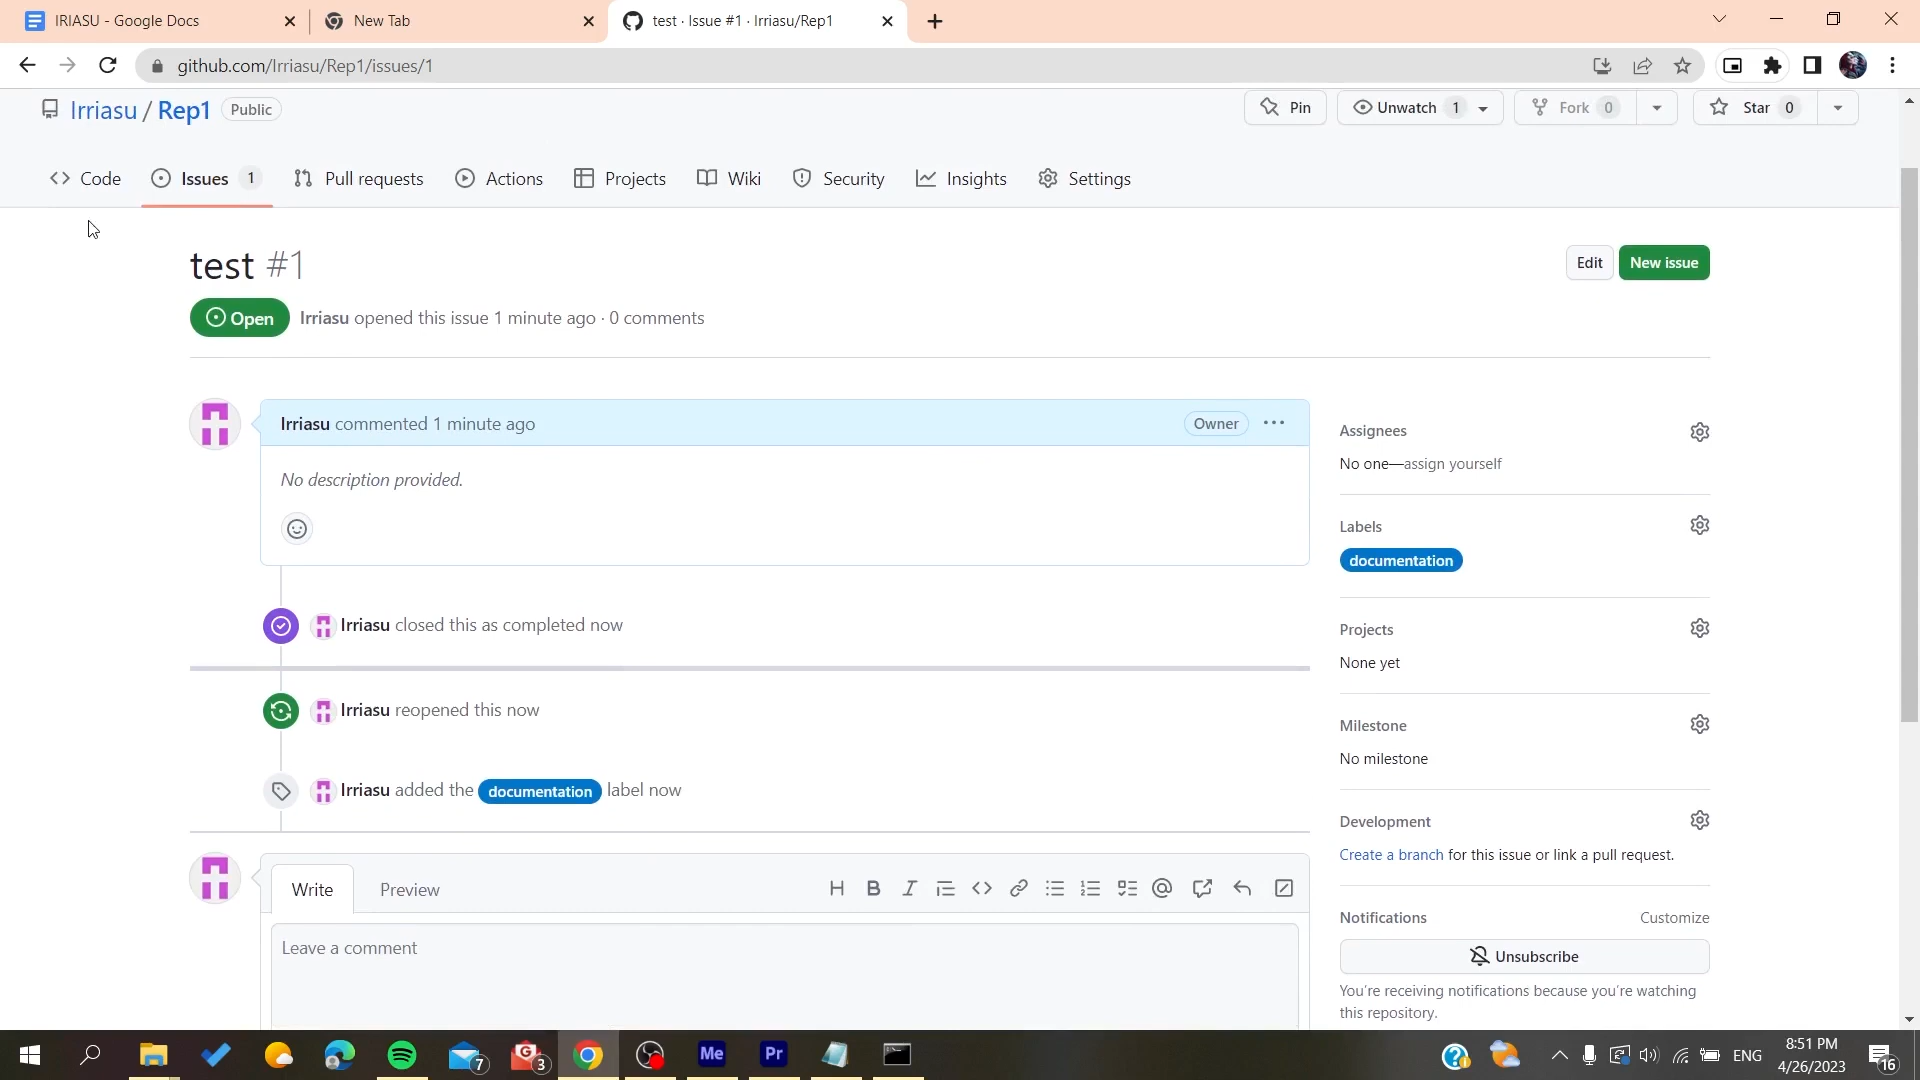 IRIASU - Google Docs
New Tab
test · Issue #1 · Irriasu/Rep1
github.com/Irriasu/Rep1/issues/1
Irriasu / Rep1 Public
Pin
Unwatch 1
Fork 0
Star 0
Code
Issues 1
Pull requests
Actions
Projects
Wiki
Security
Insights
Settings
test #1
Edit
New issue
Open
Irriasu opened this issue 1 minute ago · 0 comments
Irriasu commented 1 minute ago
Owner
No description provided.
Assignees
No one—assign yourself
Labels
documentation
Irriasu closed this as completed now
Projects
None yet
Irriasu reopened this now
Milestone
No milestone
Irriasu added the documentation label now
Development
Create a branch for this issue or link a pull request.
Write
Preview
Leave a comment
Notifications
Customize
Unsubscribe
You're receiving notifications because you're watching
this repository.
7
G
3
Me
Pr
ENG
8:51 PM
4/26/2023
16